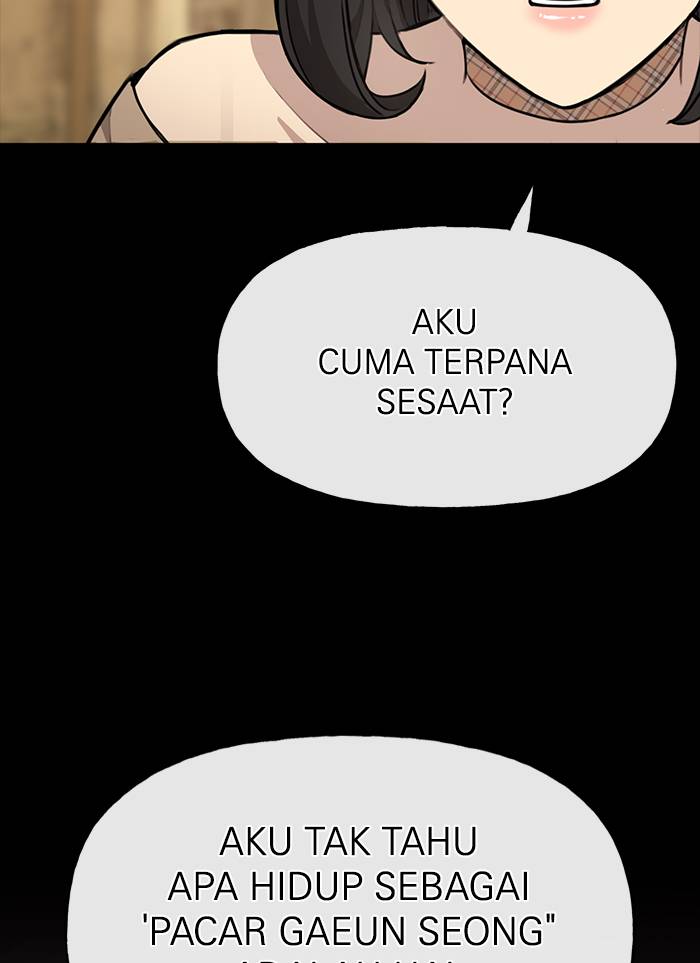 AKU
CUMA TERPANA
SESAAT?
AKU TAK TAHU
APA HIDUP SEBAGAI
'PACAR GAEUN SEONG"